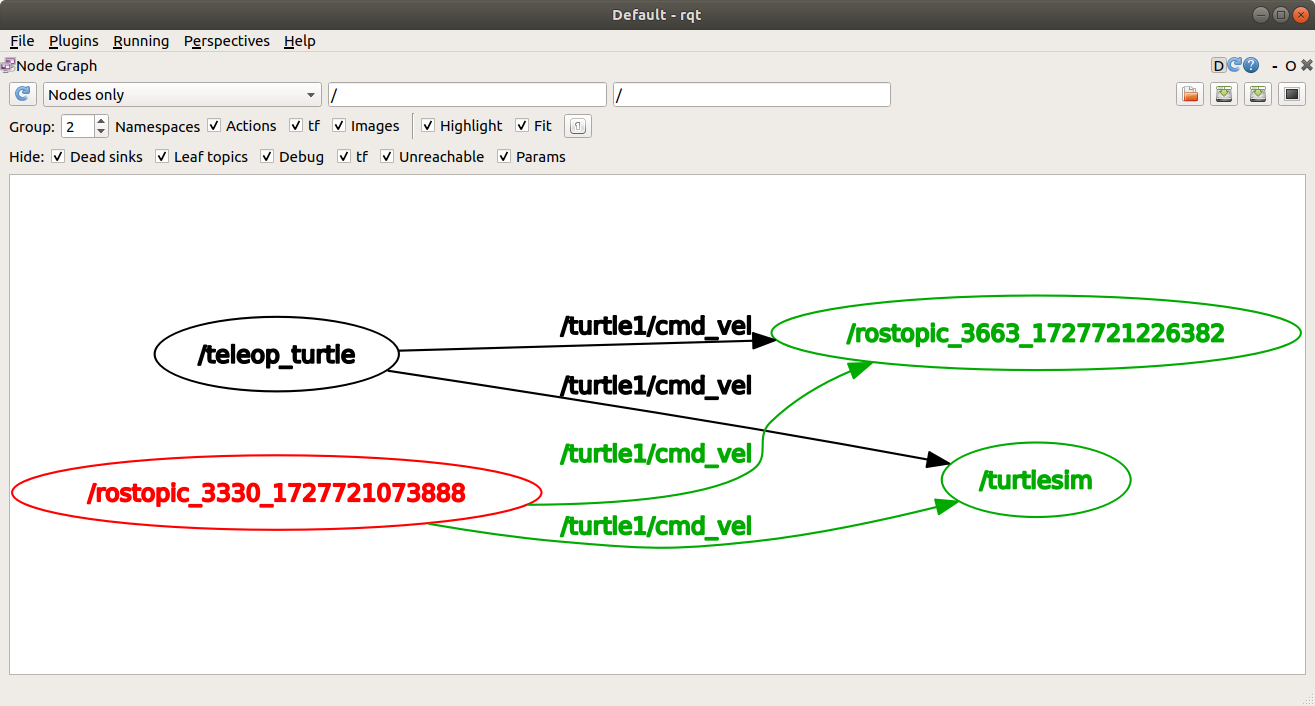 Default - rqt
File Plugins Running Perspectives Help
Node Graph D ? - O
Nodes only / /
Group: 2 Namespaces Actions tf Images Highlight Fit
Hide: Dead sinks Leaf topics Debug tf Unreachable Params
/turtle1/cmd_vel
/rostopic_3663_1727721226382
/teleop_turtle
/turtle1/cmd_vel
/turtle1/cmd_vel
/turtlesim
/rostopic_3330_1727721073888
/turtle1/cmd_vel